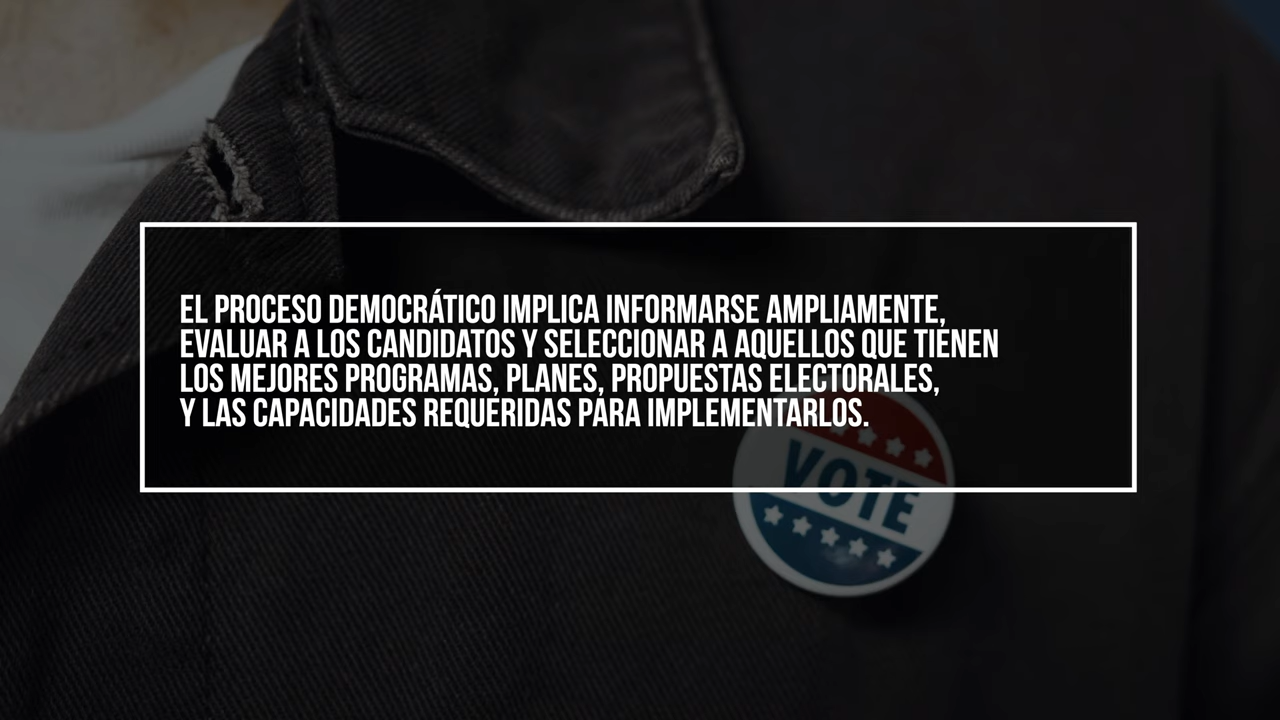 EL PROCESO DEMOCRÁTICO IMPLICA INFORMARSE AMPLIAMENTE,
EVALUAR A LOS CANDIDATOS Y SELECCIONAR A AQUELLOS QUE TIENEN
LOS MEJORES PROGRAMAS, PLANES, PROPUESTAS ELECTORALES,
Y LAS CAPACIDADES REQUERIDAS PARA IMPLEMENTARLOS.
VOTE